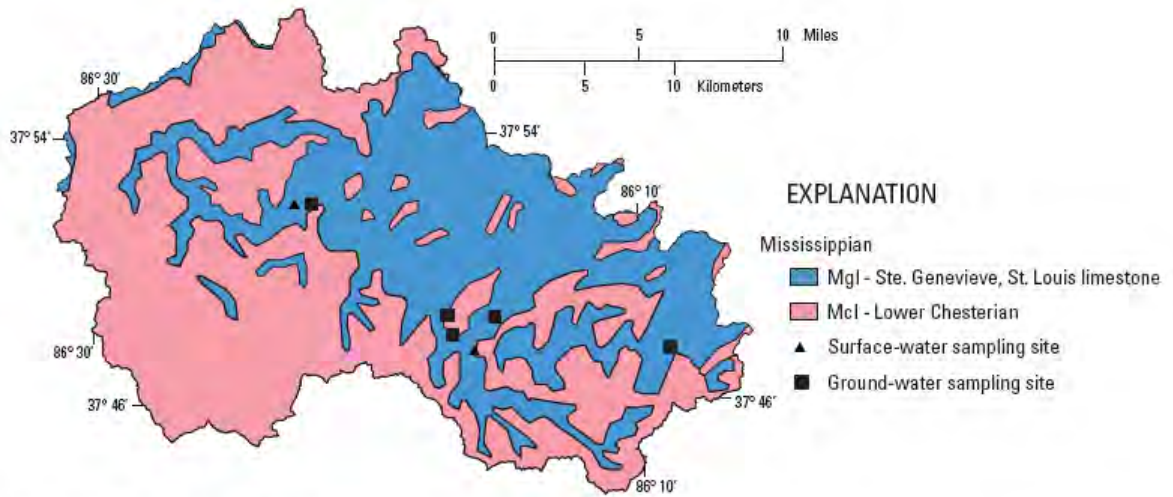 0 5 10 Miles
0 5 10 Kilometers
86° 30'
37° 54'
37° 54'
86° 10'
EXPLANATION
Mississippian
Mgl - Ste. Genevieve, St. Louis limestone
Mcl - Lower Chesterian
Surface-water sampling site
Ground-water sampling site
86° 30'
37° 46'
37° 46'
86° 10'